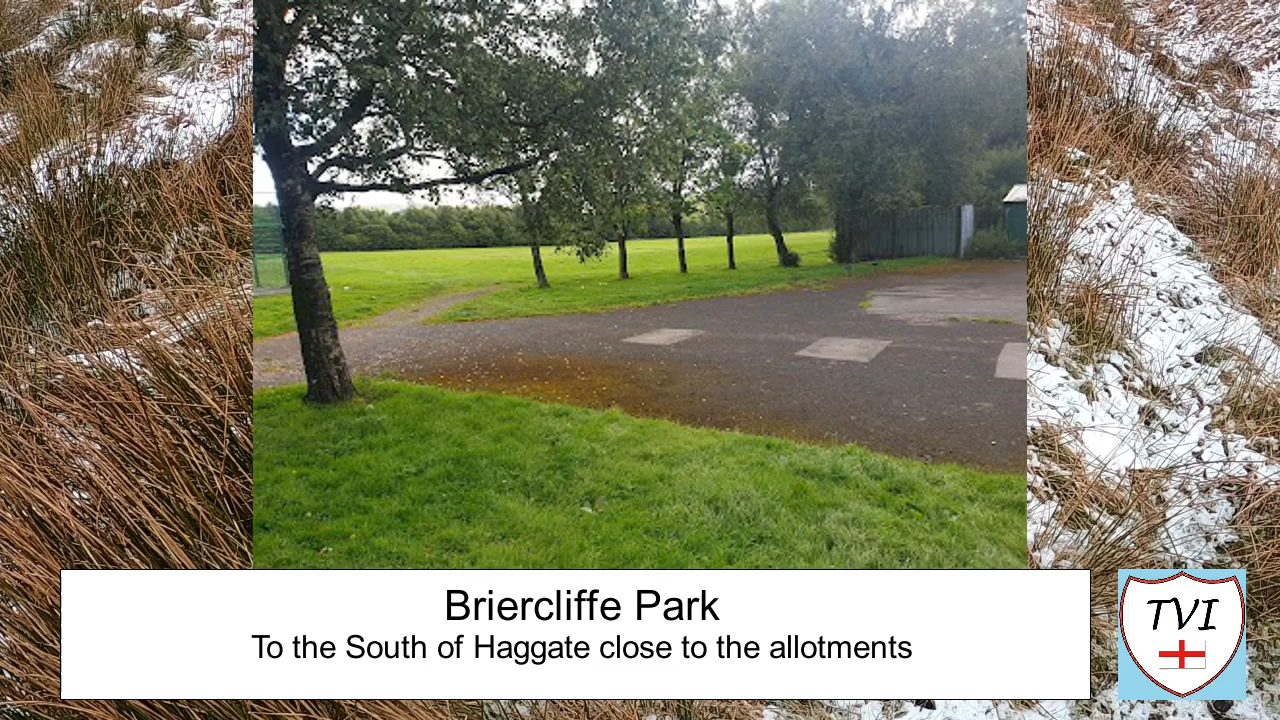 Briercliffe Park
To the South of Haggate close to the allotments
TVI